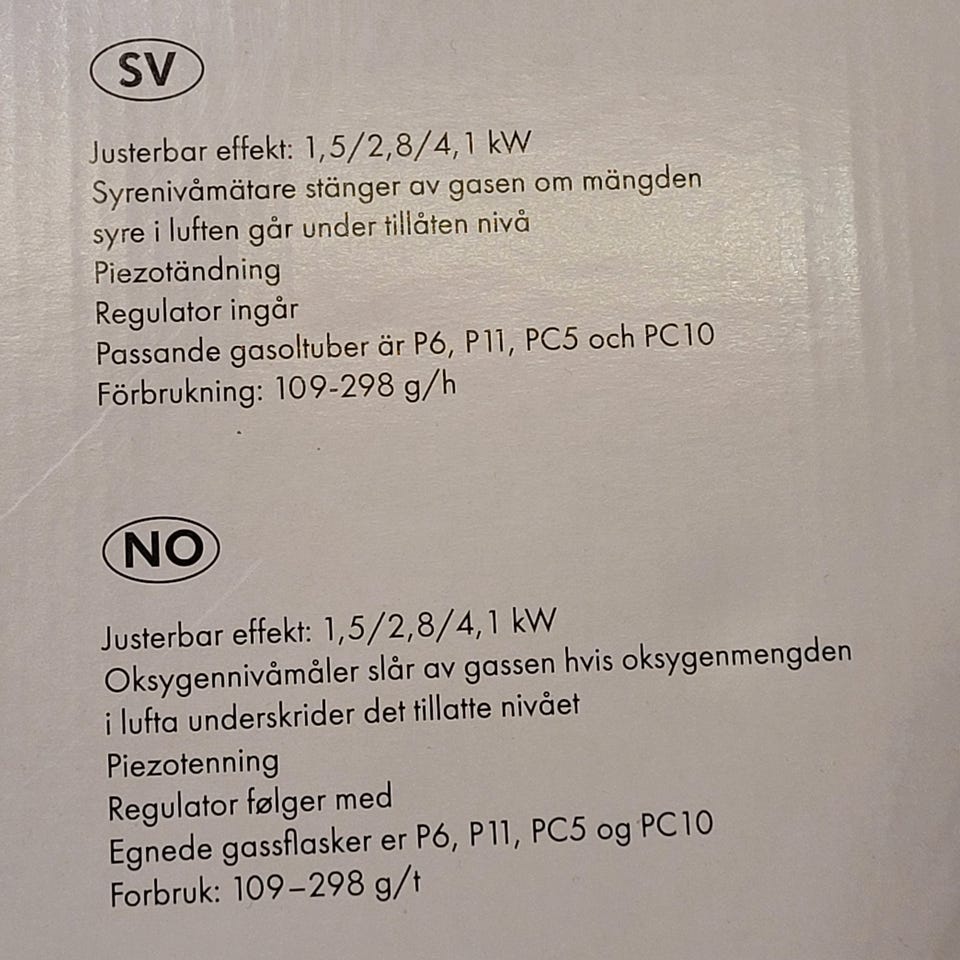 SV
Justerbar effekt: 1,5/2,8/4,1 kW
Syrenivåmätare stänger av gasen om mängden
syre i luften går under tillåten nivå
Piezotändning
Regulator ingår
Passande gasoltuber är P6, P11, PC5 och PC10
Förbrukning: 109-298 g/h
NO
Justerbar effekt: 1,5/2,8/4,1 kW
Oksygennivåmåler slår av gassen hvis oksygenmengden
i lufta underskrider det tillatte nivået
Piezotenning
Regulator følger med
Egnede gassflasker er P6, P11, PC5 og PC10
Forbruk: 109–298 g/t